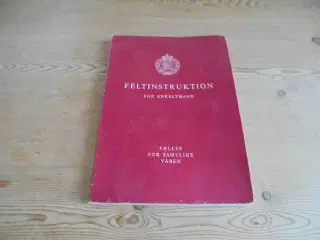 FELTINSTRUKTION
FOR ENKELTMAND
FÆLLES
FOR SAMTLIGE
VÅBEN